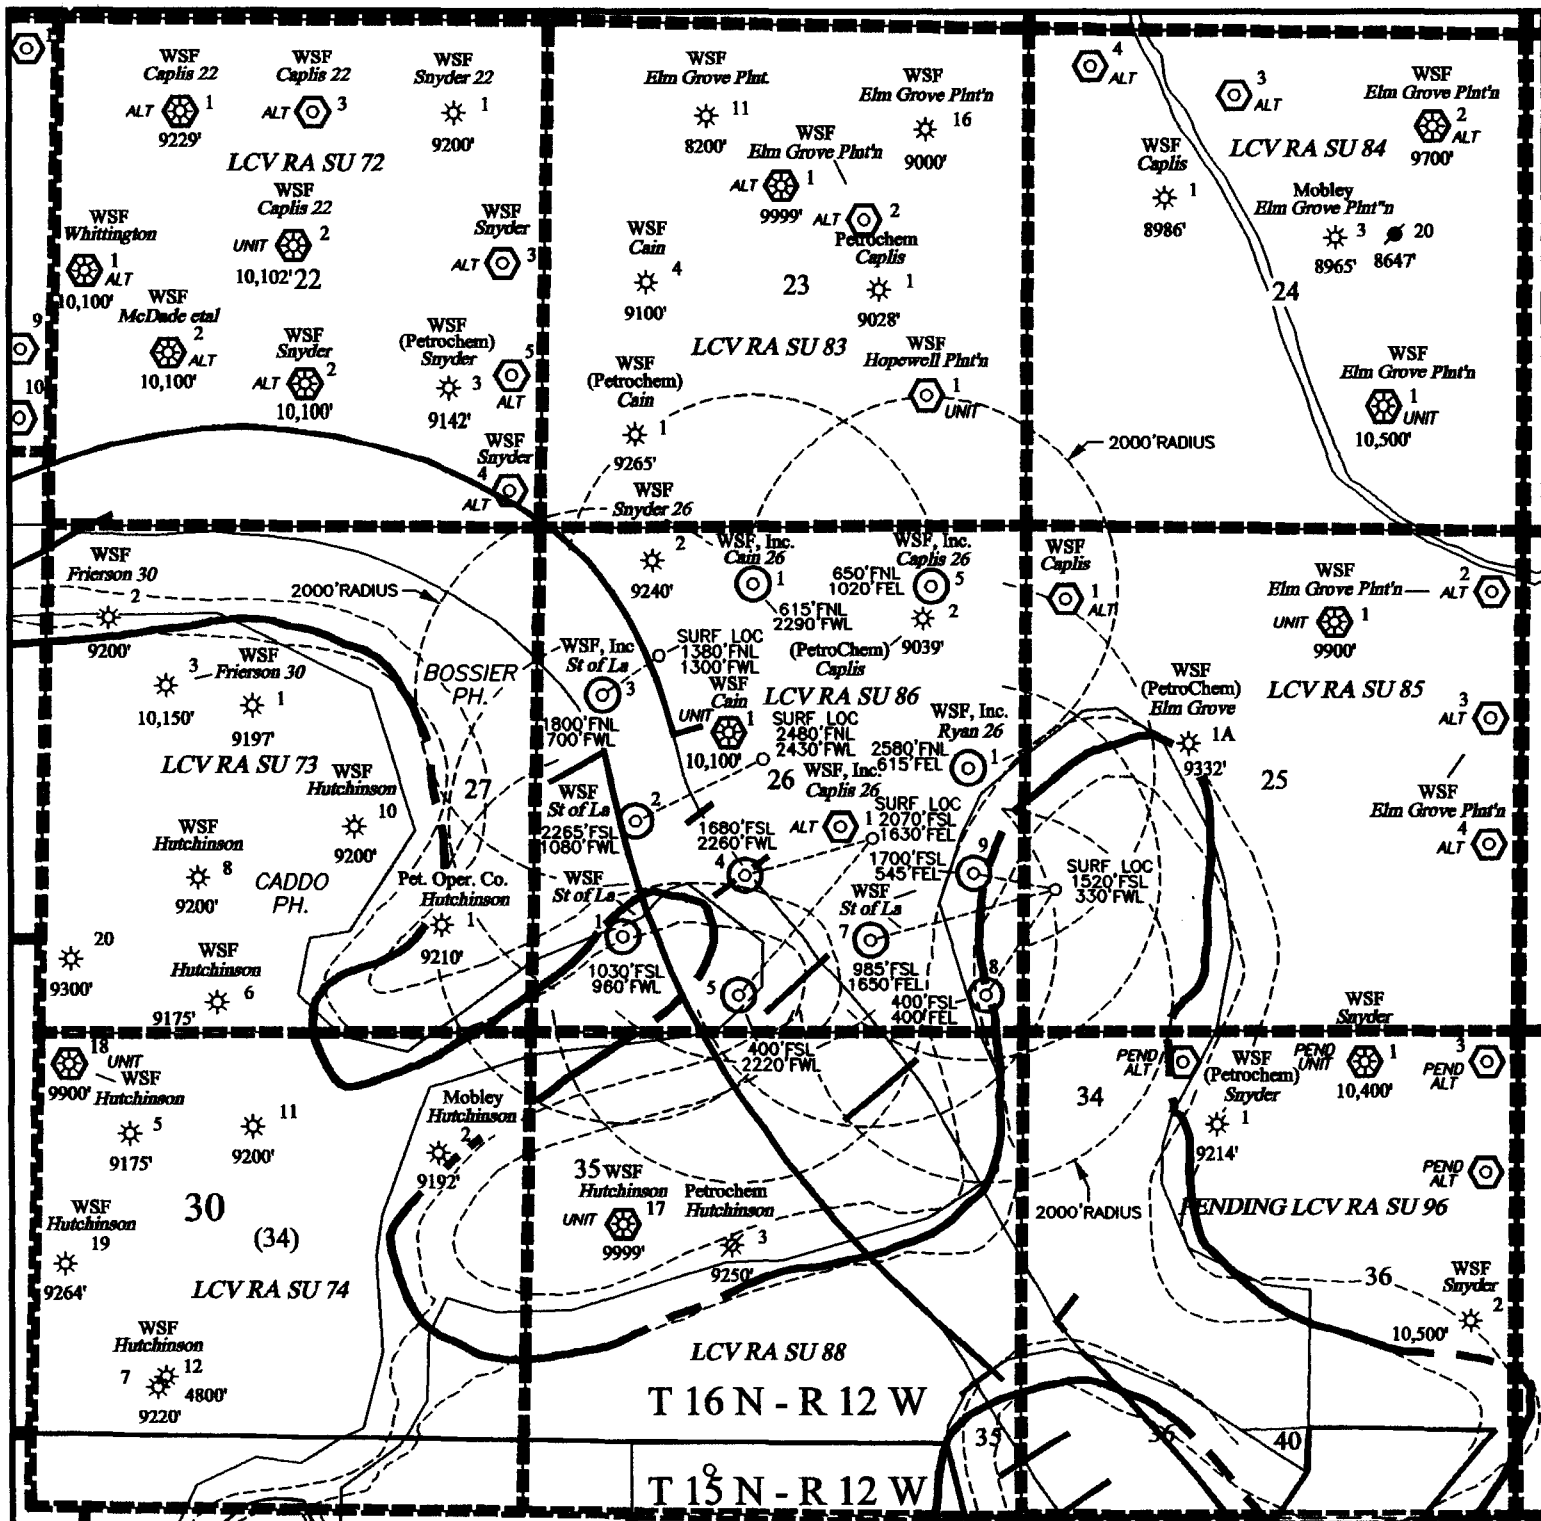 WSF
Caplis 22
ALT 1
9229'
WSF
Caplis 22
ALT 3
WSF
Snyder 22
1
9200'
LCV RA SU 72
WSF
Caplis 22
UNIT 2
10,102'
22
WSF
Whittington
1
ALT
10,100'
WSF
Snyder
ALT 3
WSF
McDade etal
2
ALT
10,100'
WSF
Snyder
ALT 2
10,100'
WSF
(Petrochem)
Snyder
3
9142'
5
ALT
WSF
Snyder
4
ALT
9
10
WSF
Elm Grove Plnt.
11
8200'
WSF
Elm Grove Plnt'n
16
9000'
WSF
Elm Grove Plnt'n
ALT 1
9999'
ALT 2
Petrochem
Caplis
1
9028'
WSF
Cain
4
9100'
23
LCV RA SU 83
WSF
Hopewell Plnt'n
1
UNIT
WSF
(Petrochem)
Cain
1
9265'
WSF
Snyder 26
2
9240'
4
ALT
3
ALT
WSF
Elm Grove Plnt'n
2
ALT
9700'
LCV RA SU 84
WSF
Caplis
1
8986'
Mobley
Elm Grove Plnt"n
3
8965'
20
8647'
24
WSF
Elm Grove Plnt'n
1
UNIT
10,500'
2000'RADIUS
WSF
Frierson 30
2
9200'
2000'RADIUS
3
WSF
Frierson 30
10,150'
1
9197'
BOSSIER
PH.
LCV RA SU 73
WSF
Hutchinson
10
9200'
27
WSF
Hutchinson
8
9200'
CADDO
PH.
Pet. Oper. Co.
Hutchinson
1
9210'
20
9300'
WSF
Hutchinson
6
9175'
WSF, Inc.
Cain 26
1
615'FNL
2290'FWL
WSF, Inc.
Caplis 26
650'FNL
1020'FEL
5
2
9039'
(PetroChem)
Caplis
WSF, Inc
St of La
3
1800'FNL
700'FWL
SURF LOC
1380'FNL
1300'FWL
WSF
Cain
UNIT 1
10,100'
LCV RA SU 86
SURF LOC
2480'FNL
2430'FWL
26
WSF, Inc.
Ryan 26
2580'FNL
615'FEL
1
WSF, Inc.
Caplis 26
ALT 1
SURF LOC
2070'FSL
1630'FEL
WSF
St of La
2
2265'FSL
1080'FWL
1680'FSL
2260'FWL
4
1700'FSL
545'FEL
9
WSF
St of La
1
1030'FSL
960'FWL
WSF
St of La
7
985'FSL
1650'FEL
5
400'FSL
2220'FWL
8
400'FSL
400'FEL
SURF LOC
1520'FSL
330'FWL
WSF
Caplis
1
ALT
WSF
Elm Grove Plnt'n
2
ALT
UNIT 1
9900'
WSF
(PetroChem)
Elm Grove
1A
9332'
LCV RA SU 85
3
ALT
25
WSF
Elm Grove Plnt'n
4
ALT
18
UNIT
9900'
WSF
Hutchinson
5
9175'
11
9200'
Mobley
Hutchinson
2
9192'
30
(34)
WSF
Hutchinson
19
9264'
LCV RA SU 74
WSF
Hutchinson
7
12
4800'
9220'
35
WSF
Hutchinson
UNIT 17
9999'
Petrochem
Hutchinson
3
9250'
LCV RA SU 88
T 16 N - R 12 W
T 15 N - R 12 W
34
2000'RADIUS
PEND
ALT
WSF
(Petrochem)
Snyder
1
9214'
WSF
Snyder
PEND
UNIT
1
10,400'
3
PEND
ALT
PEND
ALT
PENDING LCV RA SU 96
36
WSF
Snyder
2
10,500'
35
36
40